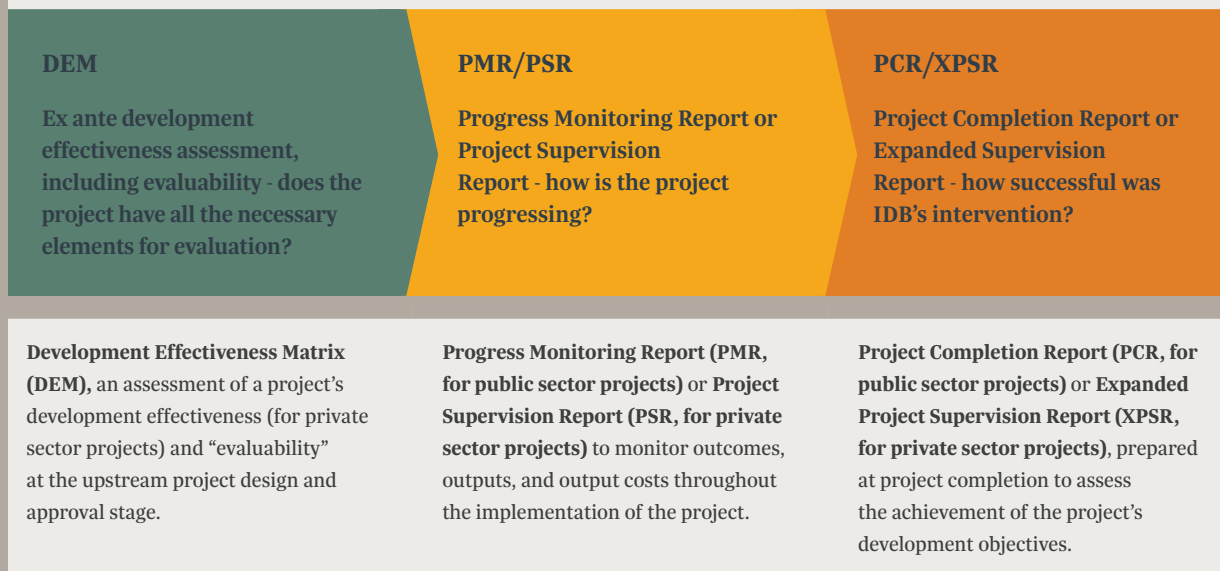 DEM
Ex ante development
effectiveness assessment,
including evaluability - does the
project have all the necessary
elements for evaluation?
PMR/PSR
Progress Monitoring Report or
Project Supervision
Report - how is the project
progressing?
PCR/XPSR
Project Completion Report or
Expanded Supervision
Report - how successful was
IDB’s intervention?
Development Effectiveness Matrix
(DEM), an assessment of a project’s
development effectiveness (for private
sector projects) and “evaluability”
at the upstream project design and
approval stage.
Progress Monitoring Report (PMR,
for public sector projects) or Project
Supervision Report (PSR, for private
sector projects) to monitor outcomes,
outputs, and output costs throughout
the implementation of the project.
Project Completion Report (PCR, for
public sector projects) or Expanded
Project Supervision Report (XPSR,
for private sector projects), prepared
at project completion to assess
the achievement of the project’s
development objectives.